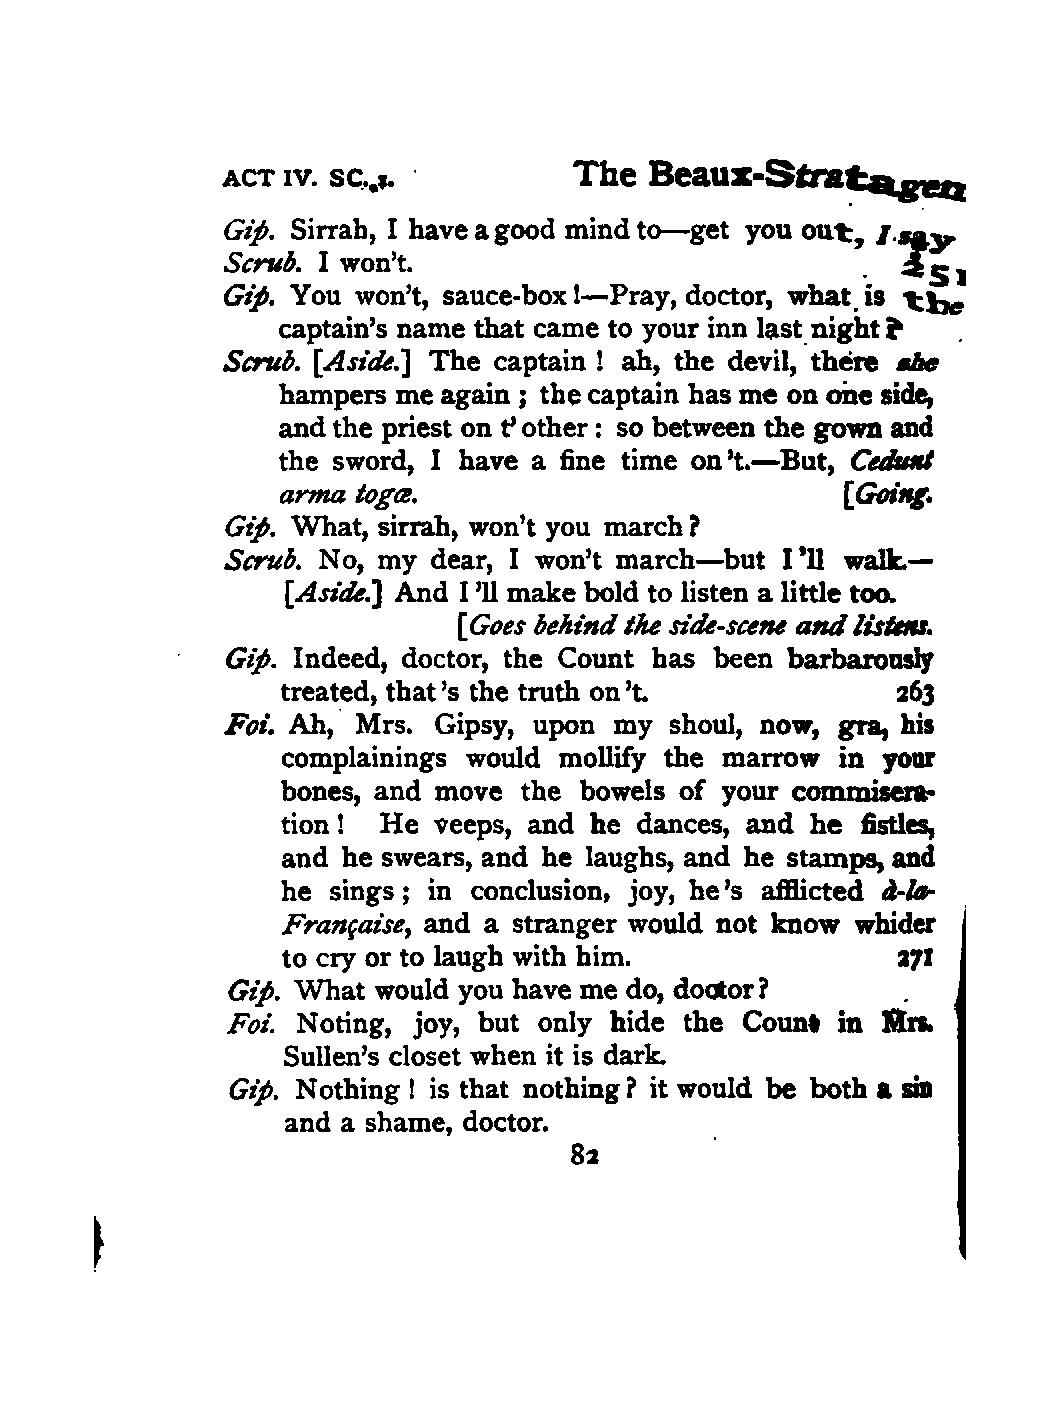 ACT IV. SC. I. The Beaux-Stratagem
Gip. Sirrah, I have a good mind to—get you out, I say
Scrub. I won't. 251
Gip. You won't, sauce-box!—Pray, doctor, what is the
captain's name that came to your inn last night?
Scrub. [Aside.] The captain! ah, the devil, there she
hampers me again; the captain has me on one side,
and the priest on t'other: so between the gown and
the sword, I have a fine time on't.—But, Cedunt
arma togæ. [Going.
Gip. What, sirrah, won't you march?
Scrub. No, my dear, I won't march—but I'll walk.—
[Aside.] And I'll make bold to listen a little too.
[Goes behind the side-scene and listens.
Gip. Indeed, doctor, the Count has been barbarously
treated, that's the truth on't. 263
Foi. Ah, Mrs. Gipsy, upon my shoul, now, gra, his
complainings would mollify the marrow in your
bones, and move the bowels of your commisera-
tion! He veeps, and he dances, and he fistles,
and he swears, and he laughs, and he stamps, and
he sings; in conclusion, joy, he's afflicted à-la-
Française, and a stranger would not know whider
to cry or to laugh with him. 271
Gip. What would you have me do, doctor?
Foi. Noting, joy, but only hide the Count in Mrs.
Sullen's closet when it is dark.
Gip. Nothing! is that nothing? it would be both a sin
and a shame, doctor.
82